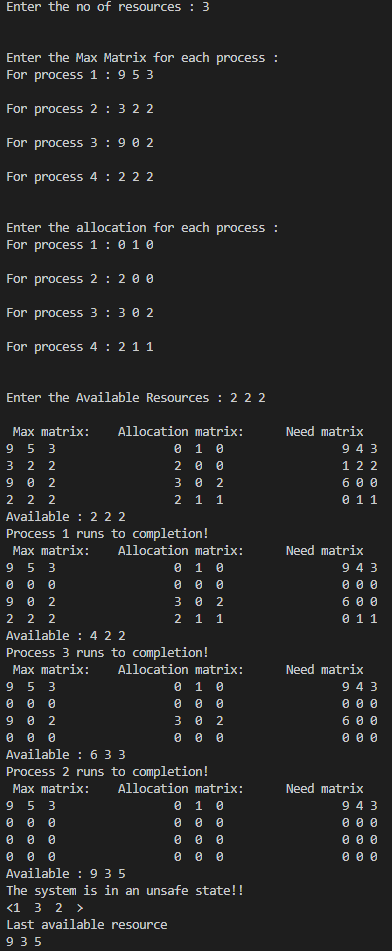 Enter the no of resources : 3
Enter the Max Matrix for each process :
For process 1 : 9 5 3
For process 2 : 3 2 2
For process 3 : 9 0 2
For process 4 : 2 2 2
Enter the allocation for each process :
For process 1 : 0 1 0
For process 2 : 2 0 0
For process 3 : 3 0 2
For process 4 : 2 1 1
Enter the Available Resources : 2 2 2
Max matrix: Allocation matrix: Need matrix
9 5 3 0 1 0 9 4 3
3 2 2 2 0 0 1 2 2
9 0 2 3 0 2 6 0 0
2 2 2 2 1 1 0 1 1
Available : 2 2 2
Process 1 runs to completion!
Max matrix: Allocation matrix: Need matrix
9 5 3 0 1 0 9 4 3
0 0 0 0 0 0 0 0 0
9 0 2 3 0 2 6 0 0
2 2 2 2 1 1 0 1 1
Available : 4 2 2
Process 3 runs to completion!
Max matrix: Allocation matrix: Need matrix
9 5 3 0 1 0 9 4 3
0 0 0 0 0 0 0 0 0
9 0 2 3 0 2 6 0 0
0 0 0 0 0 0 0 0 0
Available : 6 3 3
Process 2 runs to completion!
Max matrix: Allocation matrix: Need matrix
9 5 3 0 1 0 9 4 3
0 0 0 0 0 0 0 0 0
0 0 0 0 0 0 0 0 0
0 0 0 0 0 0 0 0 0
Available : 9 3 5
The system is in an unsafe state!!
<1 3 2 >
Last available resource
9 3 5